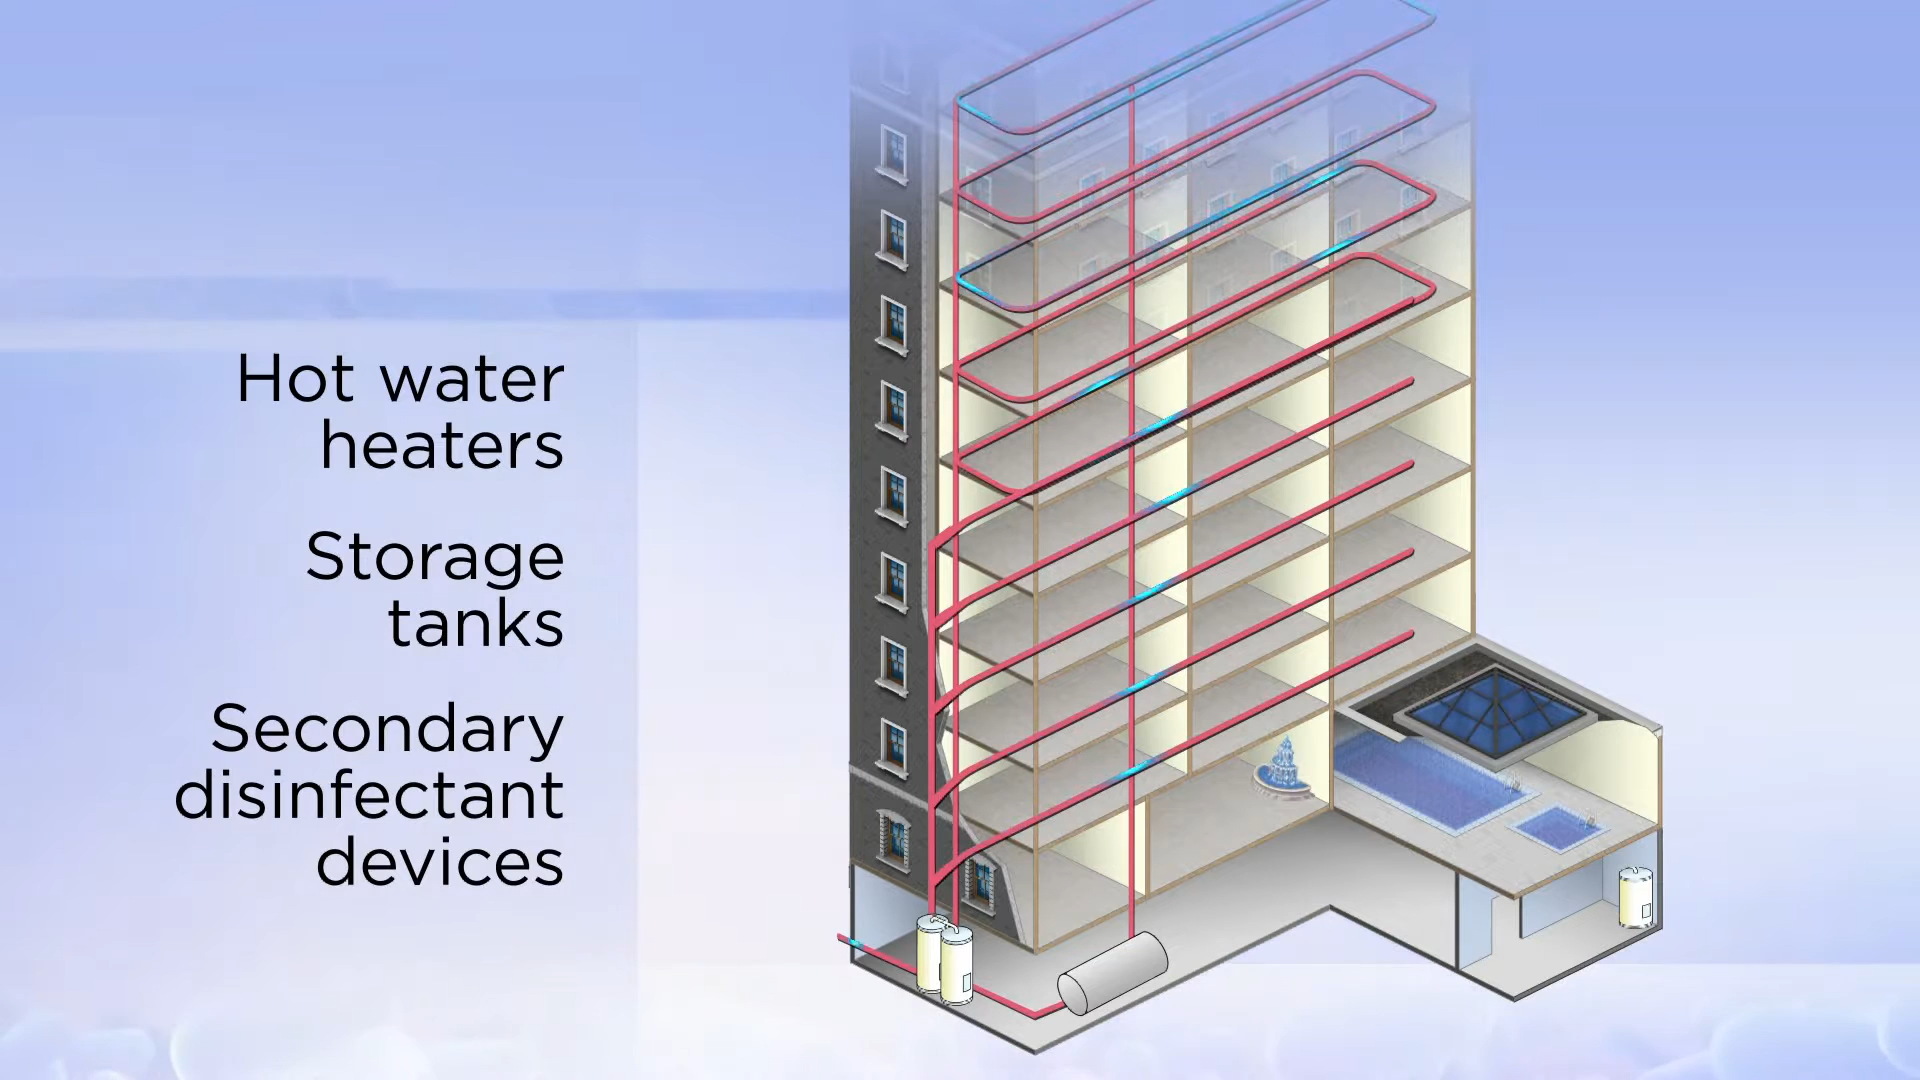 Hot water
heaters
Storage
tanks
Secondary
disinfectant
devices